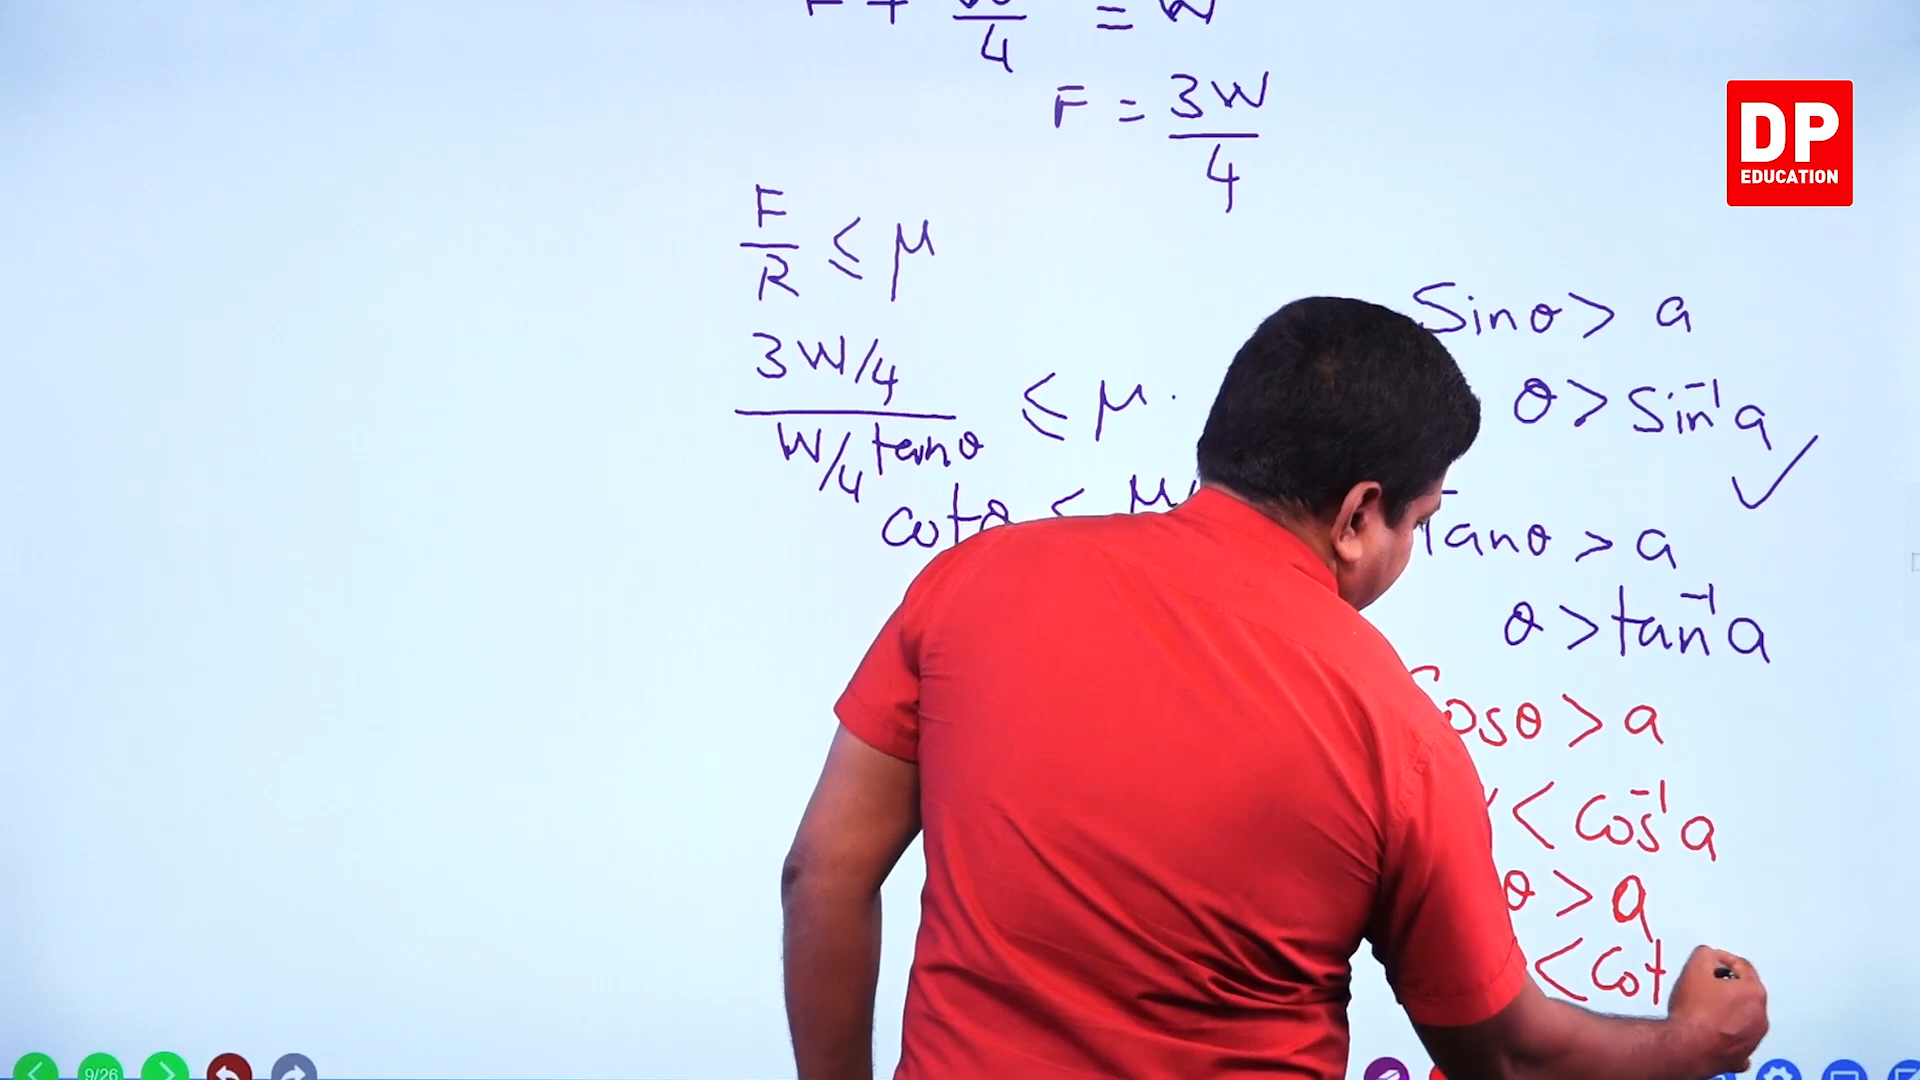 F + W/4 = W
F = 3W/4
F/R ≤ μ
3W/4 / W/4 tanθ ≤ μ.
cotθ ≤ μ
Sinθ > a
θ > Sin⁻¹a ✓
Tanθ > a
θ > tan⁻¹a
Cosθ > a
< Cos⁻¹a
θ > a
< Cot
DP
EDUCATION
9/26